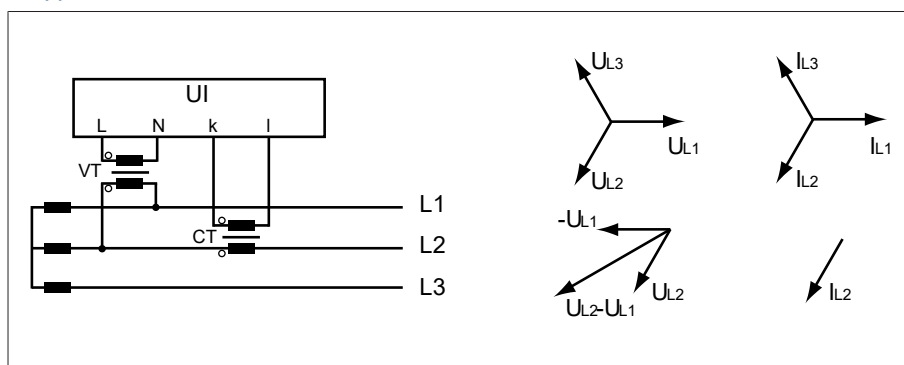 UI
L N k l
VT
CT
L1
L2
L3
UL3
UL1
UL2
IL3
IL1
IL2
-UL1
UL2
UL2-UL1
IL2